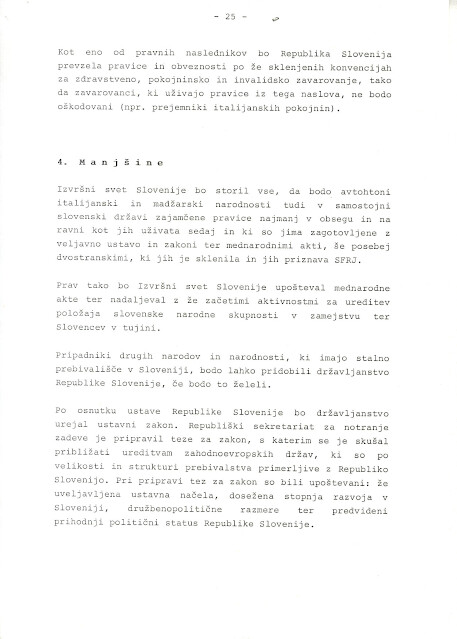 - 25 -
Kot eno od pravnih naslednikov bo Republika Slovenija
prevzela pravice in obveznosti po že sklenjenih konvencijah
za zdravstveno, pokojninsko in invalidsko zavarovanje, tako
da zavarovanci, ki uživajo pravice iz tega naslova, ne bodo
oškodovani (npr. prejemniki italijanskih pokojnin).
4. M a n j š i n e
Izvršni svet Slovenije bo storil vse, da bodo avtohtoni
italijanski in madžarski narodnosti tudi v samostojni
slovenski državi zajamčene pravice najmanj v obsegu in na
ravni kot jih uživata sedaj in ki so jima zagotovljene z
veljavno ustavo in zakoni ter mednarodnimi akti, še posebej
dvostranskimi, ki jih je sklenila in jih priznava SFRJ.
Prav tako bo Izvršni svet Slovenije upošteval mednarodne
akte ter nadaljeval z že začetimi aktivnostmi za ureditev
položaja slovenske narodne skupnosti v zamejstvu ter
Slovencev v tujini.
Pripadniki drugih narodov in narodnosti, ki imajo stalno
prebivališče v Sloveniji, bodo lahko pridobili državljanstvo
Republike Slovenije, če bodo to želeli.
Po osnutku ustave Republike Slovenije bo državljanstvo
urejal ustavni zakon. Republiški sekretariat za notranje
zadeve je pripravil teze za zakon, s katerim se je skušal
približati ureditvam zahodnoevropskih držav, ki so po
velikosti in strukturi prebivalstva primerljive z Republiko
Slovenijo. Pri pripravi tez za zakon so bili upoštevani: že
uveljavljena ustavna načela, dosežena stopnja razvoja v
Sloveniji, družbenopolitične razmere ter predvideni
prihodnji politični status Republike Slovenije.